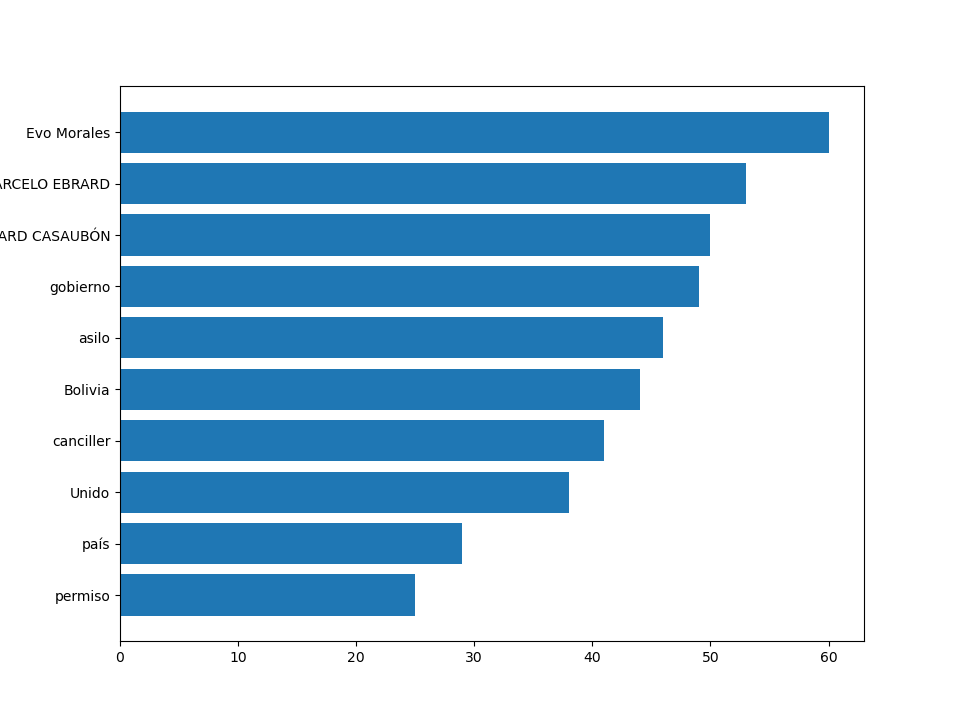 Evo Morales
RCELO EBRARD
ARD CASAUBÓN
gobierno
asilo
Bolivia
canciller
Unido
país
permiso
0 10 20 30 40 50 60